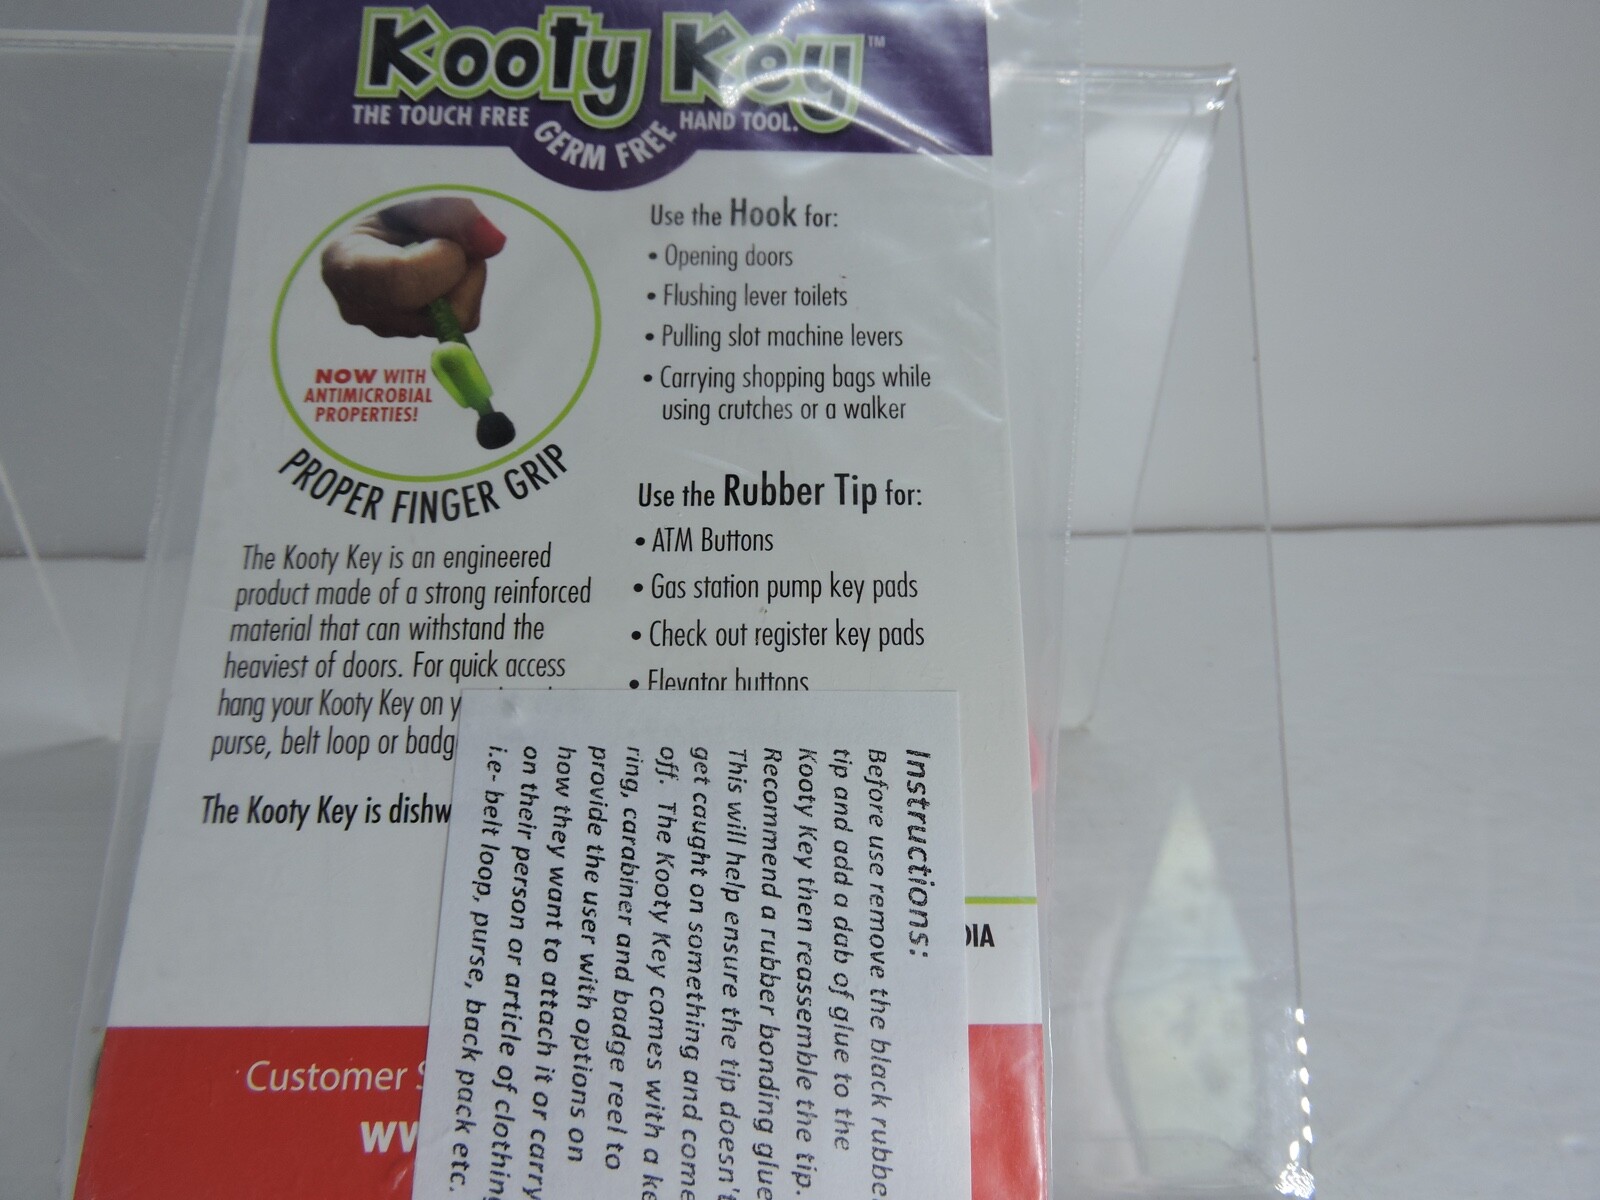 Kooty Key™
THE TOUCH FREE GERM FREE HAND TOOL.
NOW WITH
ANTIMICROBIAL
PROPERTIES!
PROPER FINGER GRIP
The Kooty Key is an engineered
product made of a strong reinforced
material that can withstand the
heaviest of doors. For quick access
hang your Kooty Key on
purse, belt loop or
The Kooty Key is
Use the Hook for:
• Opening doors
• Flushing lever toilets
• Pulling slot machine levers
• Carrying shopping bags while
using crutches or a walker
Use the Rubber Tip for:
• ATM Buttons
• Gas station pump key pads
• Check out register key pads
• Elevator buttons
Customer
Instructions:
Before use remove the black
tip and add a dab of glue to the
Kooty Key then reassemble the tip.
Recommend a rubber bonding glue
This will help ensure the tip doesn't
get caught on something and come
off. The Kooty Key comes with a
ring, carabiner and badge reel to
provide the user with options on
how they want to attach it or carry
on their person or article of
i.e- belt loop, purse, back pack etc.